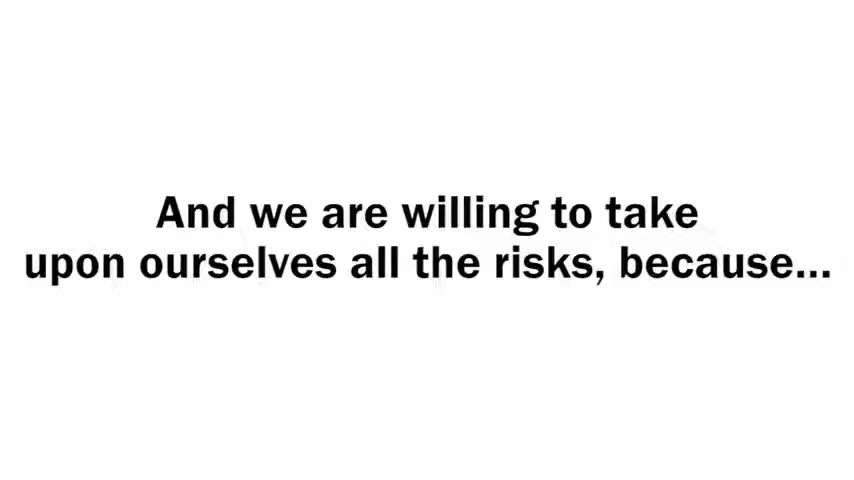 And we are willing to take
upon ourselves all the risks, because...